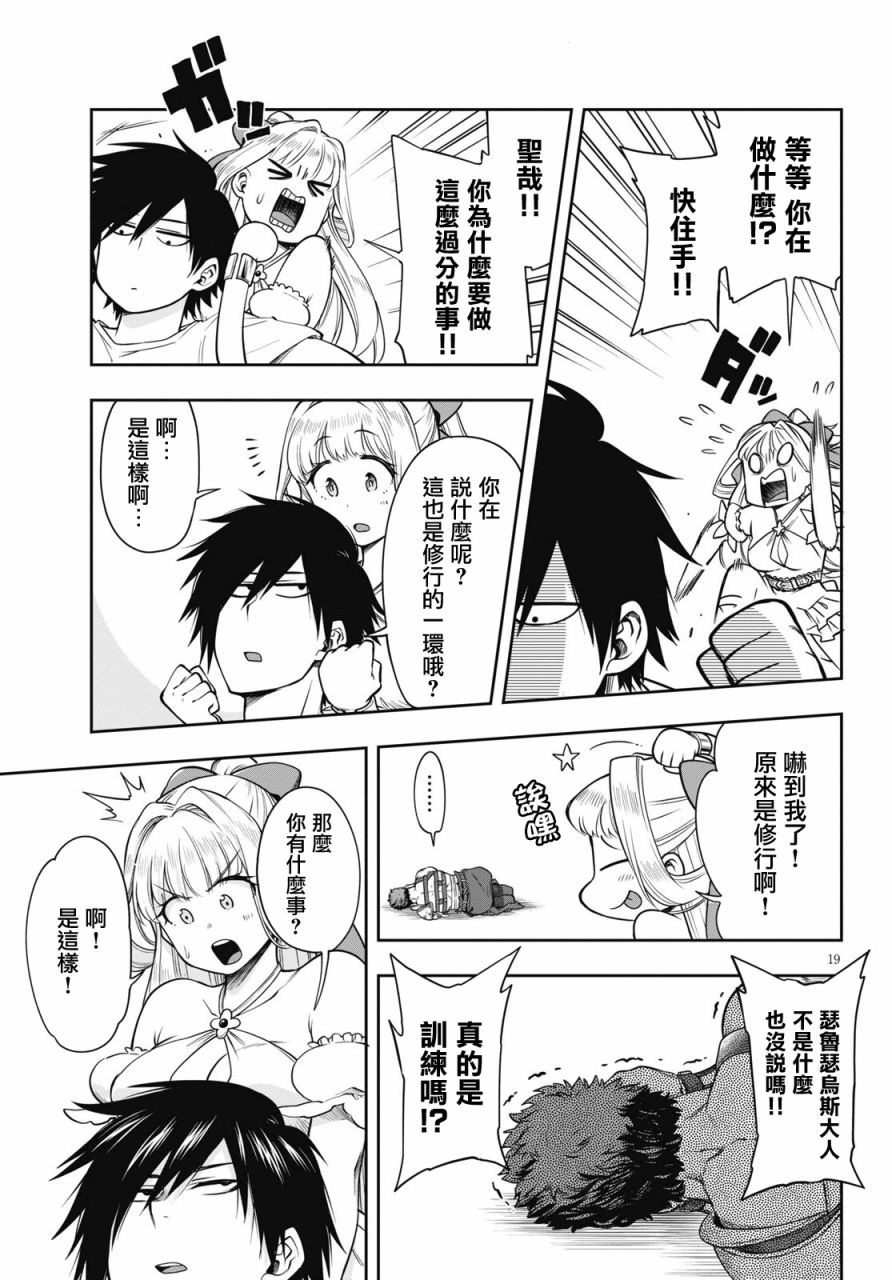 等等 你在
做什麼!?
快住手!!
ダッ
聖哉!!
你為什麼要做
這麼過分的事!!
ガガッ
你在
說什麼呢?
這也是修行的一環哦?
啊…
是這樣啊…
嚇到我了!
原來是修行啊!
誒嘿
……
瑟魯瑟烏斯大人
不是什麼
也沒說嗎!!
真的是
訓練嗎!?
那麼
你有什麼事?
啊!
是這樣!
19